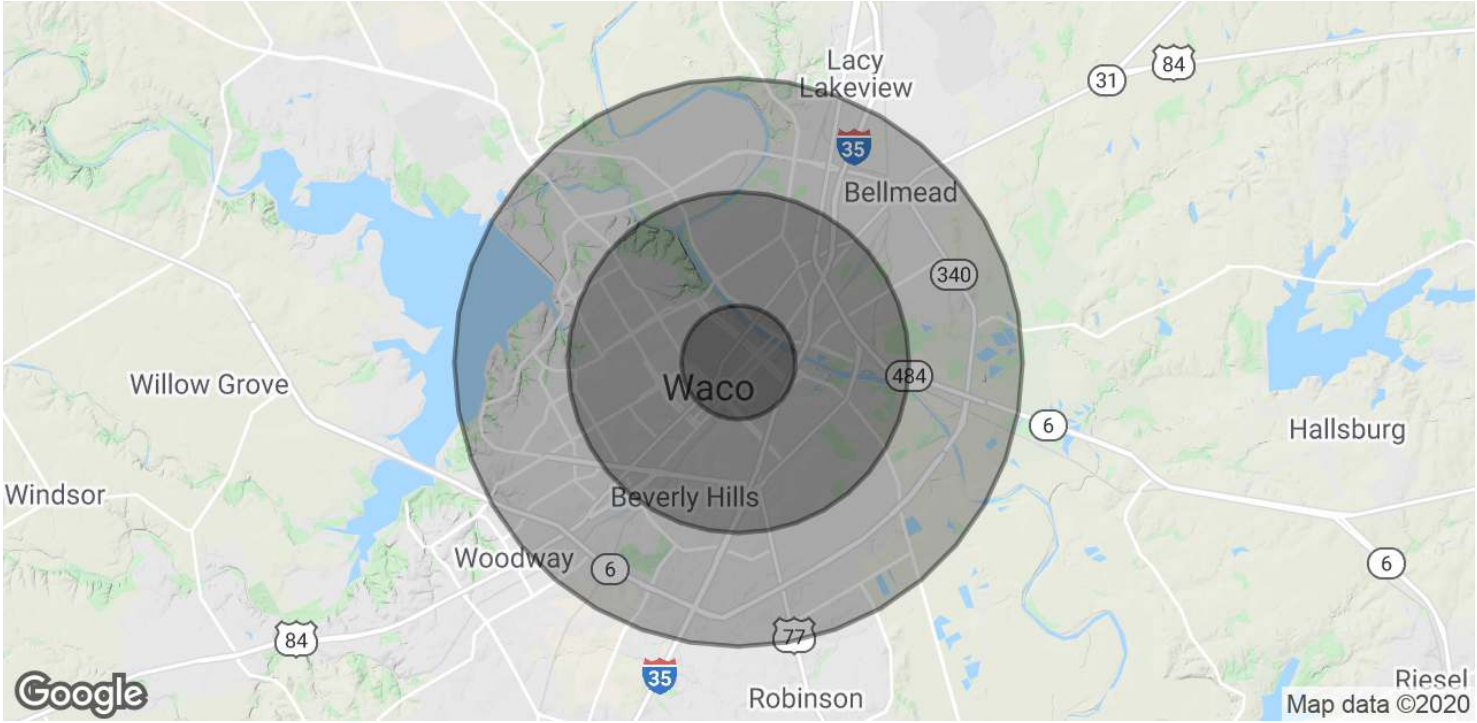 Lacy
Lakeview
84
31
35
Bellmead
340
Willow Grove
Waco
484
6
Hallsburg
Windsor
Beverly Hills
Woodway
6
6
84
77
35
Robinson
Riesel
Google
Map data ©2020